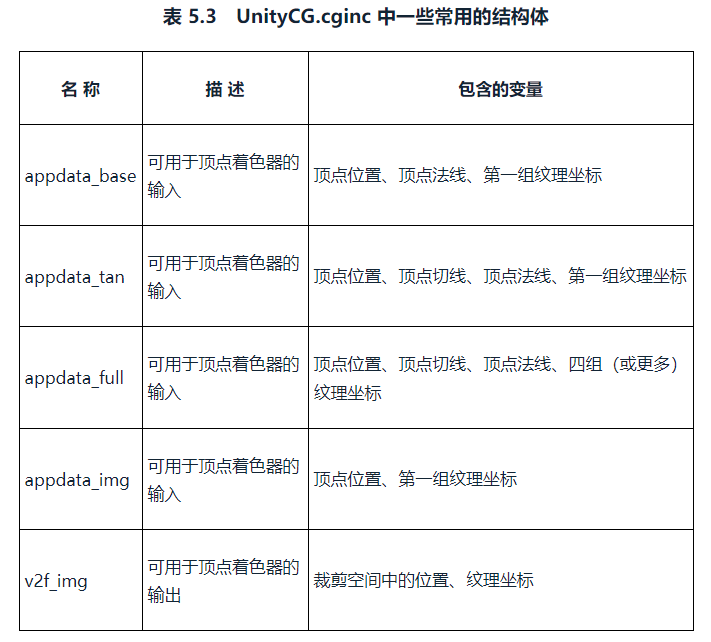 表 5.3 UnityCG.cginc 中一些常用的结构体
名 称
描 述
包含的变量
appdata_base
可用于顶点着色器的
输入
顶点位置、顶点法线、第一组纹理坐标
appdata_tan
可用于顶点着色器的
输入
顶点位置、顶点切线、顶点法线、第一组纹理坐标
appdata_full
可用于顶点着色器的
输入
顶点位置、顶点切线、顶点法线、四组（或更多）
纹理坐标
appdata_img
可用于顶点着色器的
输入
顶点位置、第一组纹理坐标
v2f_img
可用于顶点着色器的
输出
裁剪空间中的位置、纹理坐标